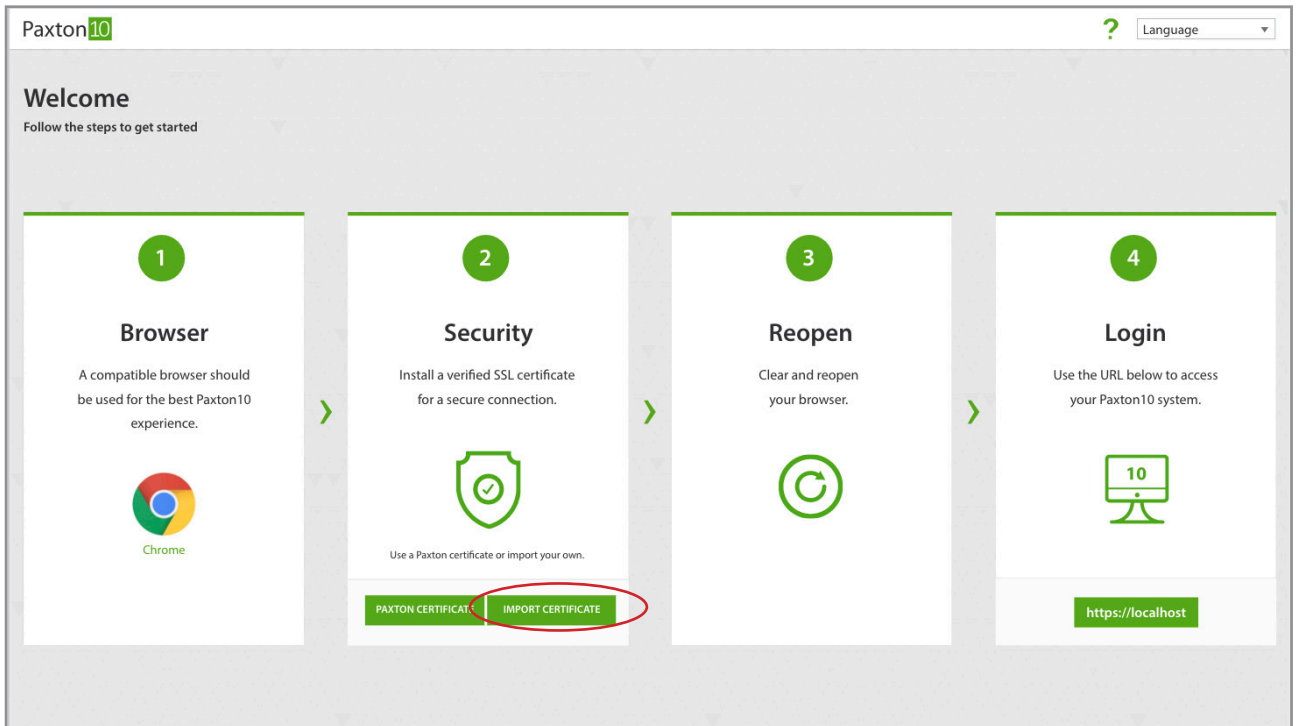 Paxton10
?
Language
Welcome
Follow the steps to get started
1
Browser
A compatible browser should
be used for the best Paxton10
experience.
Chrome
2
Security
Install a verified SSL certificate
for a secure connection.
Use a Paxton certificate or import your own.
PAXTON CERTIFICATE
IMPORT CERTIFICATE
3
Reopen
Clear and reopen
your browser.
4
Login
Use the URL below to access
your Paxton10 system.
10
https://localhost